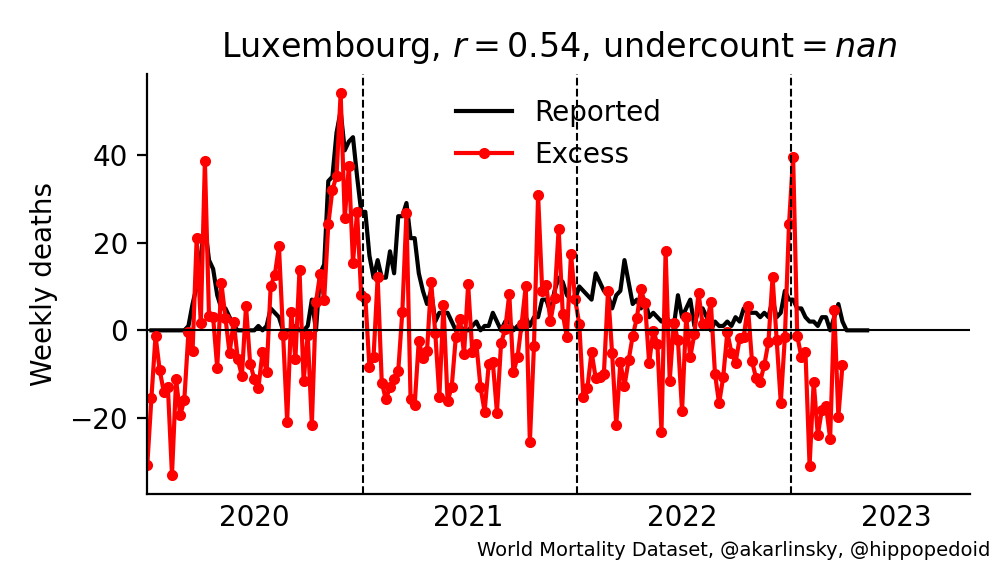 Luxembourg, r = 0.54, undercount = nan
Reported
Excess
Weekly deaths
40
20
0
−20
2020 2021 2022 2023
World Mortality Dataset, @akarlinsky, @hippopedoid